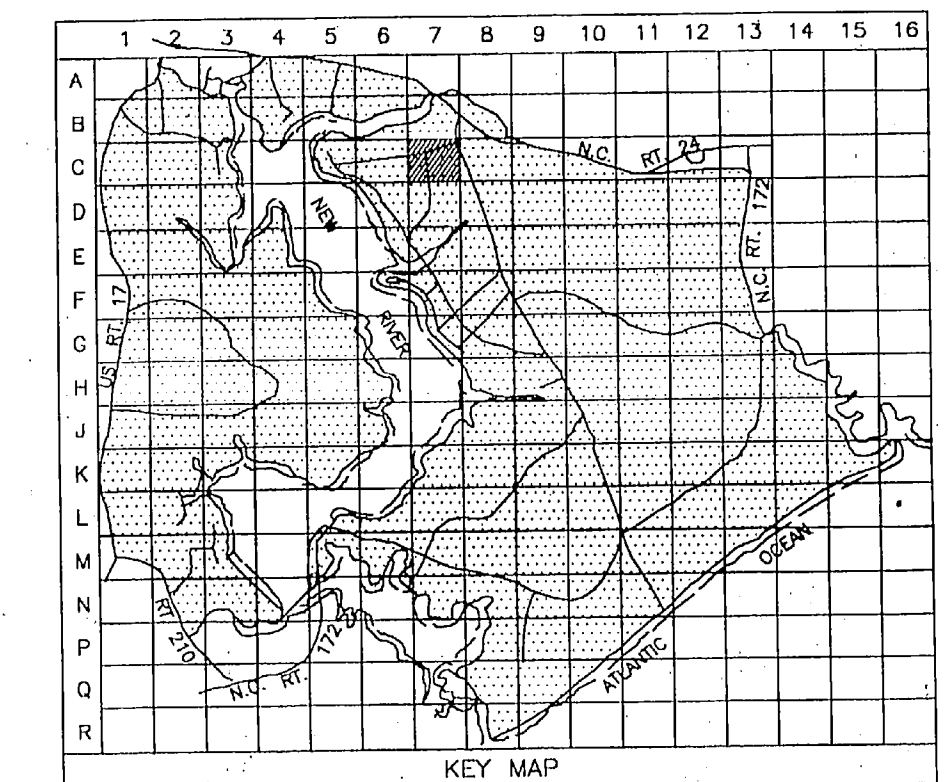 1 2 3 4 5 6 7 8 9 10 11 12 13 14 15 16
A
B
C
D
E
F
G
H
J
K
L
M
N
P
Q
R
N.C. RT. 24
N.C. RT. 172
NEW
RIVER
US RT. 17
OCEAN
ATLANTIC
RT 210
N.C. RT. 172
KEY MAP